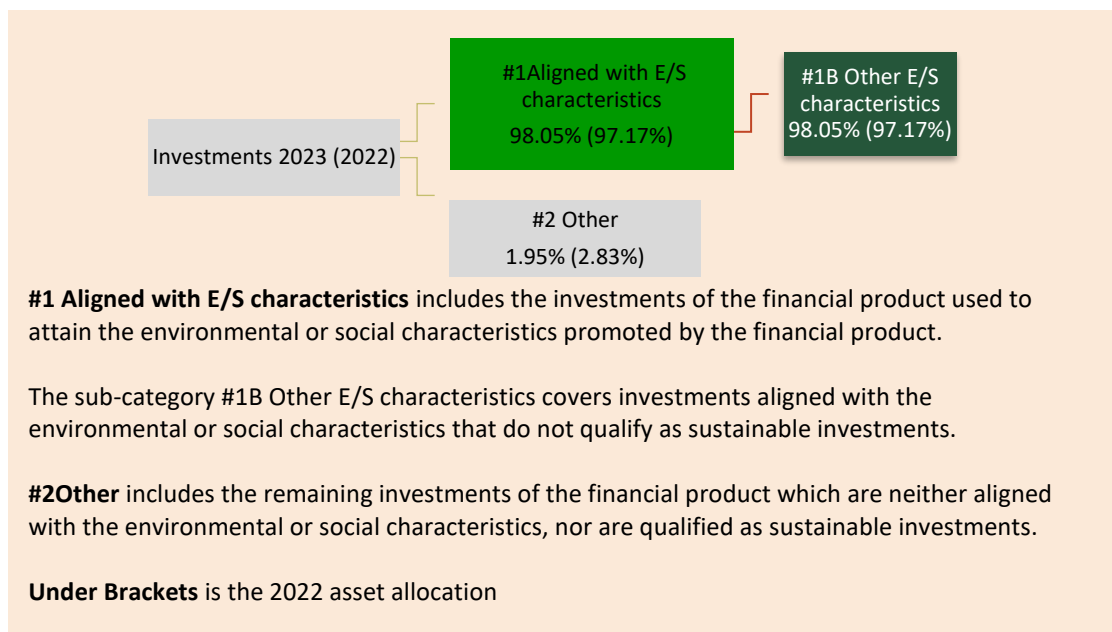 #1Aligned with E/S
characteristics
98.05% (97.17%)
#1B Other E/S
characteristics
98.05% (97.17%)
Investments 2023 (2022)
#2 Other
1.95% (2.83%)
#1 Aligned with E/S characteristics includes the investments of the financial product used to
attain the environmental or social characteristics promoted by the financial product.
The sub-category #1B Other E/S characteristics covers investments aligned with the
environmental or social characteristics that do not qualify as sustainable investments.
#2Other includes the remaining investments of the financial product which are neither aligned
with the environmental or social characteristics, nor are qualified as sustainable investments.
Under Brackets is the 2022 asset allocation